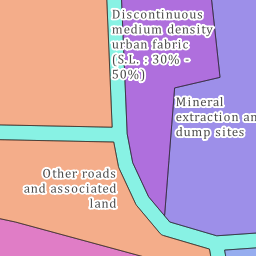 Discontinuous
medium density
urban fabric
(S.L. : 30% -
50%)
Mineral
extraction an
dump sites
Other roads
and associated
land